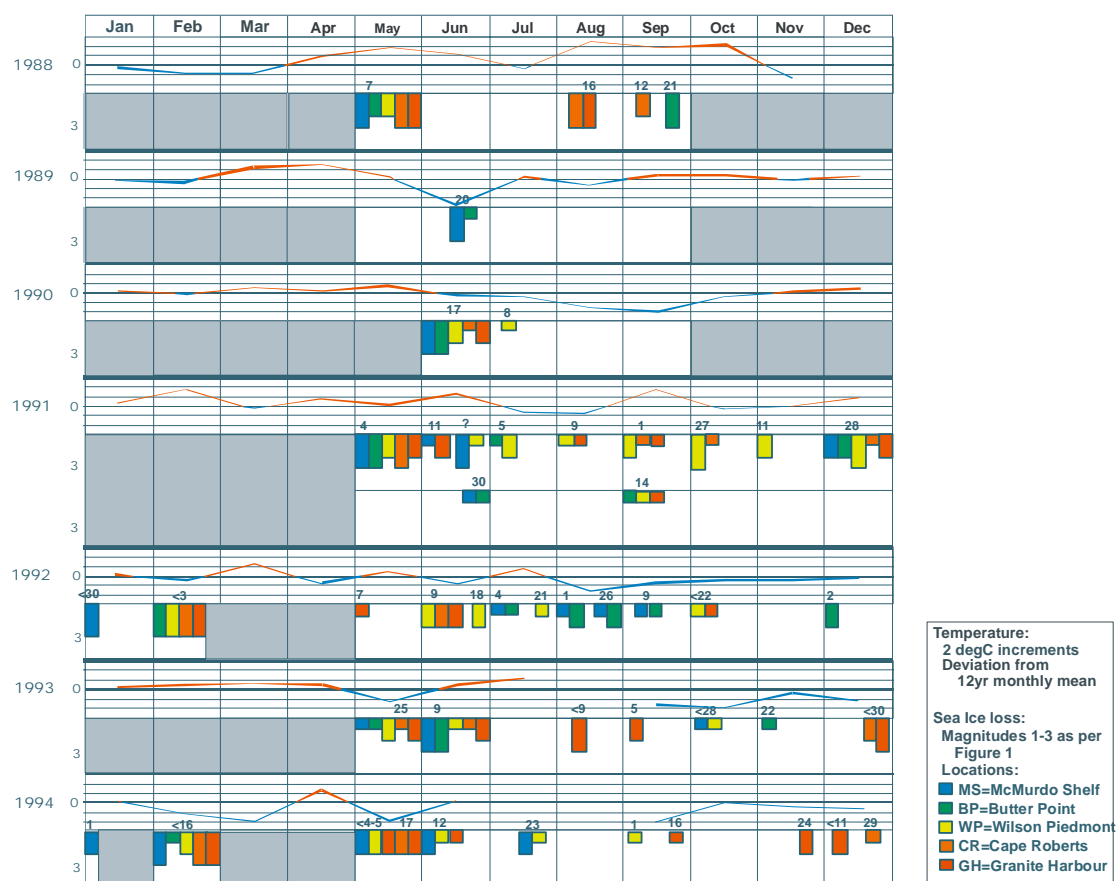 Jan Feb Mar Apr May Jun Jul Aug Sep Oct Nov Dec
1988 0
7 16 12 21
3
1989 0
20
3
1990 0
17 8
3
1991 0
4 11 ? 5 9 1 27 11 28
3
30 14
3
1992 0
<30 <3 7 9 18 4 21 1 26 9 <22 2
3
1993 0
25 9 <9 5 <28 22 <30
3
1994 0
1 <16 <4-5 17 12 23 1 16 24 <11 29
3
Temperature:
2 degC increments
Deviation from
12yr monthly mean
Sea Ice loss:
Magnitudes 1-3 as per
Figure 1
Locations:
MS=McMurdo Shelf
BP=Butter Point
WP=Wilson Piedmont
CR=Cape Roberts
GH=Granite Harbour